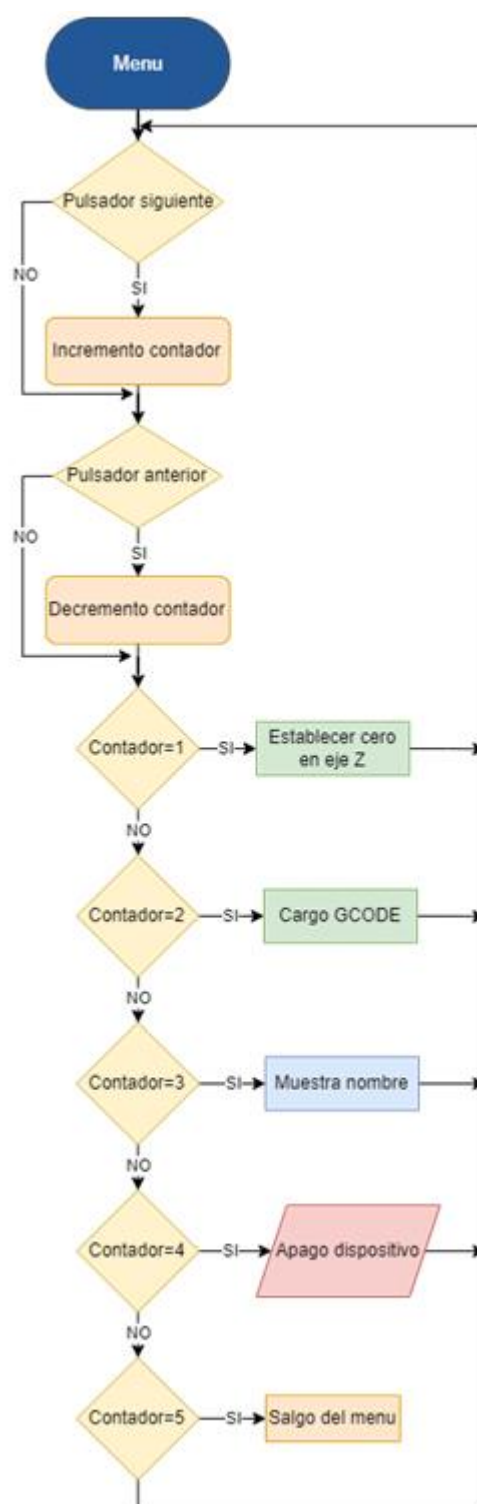 Menu
Pulsador siguiente
NO
SI
Incremento contador
Pulsador anterior
NO
SI
Decremento contador
Contador=1
SI
Establecer cero
en eje Z
NO
Contador=2
SI
Cargo GCODE
NO
Contador=3
SI
Muestra nombre
NO
Contador=4
SI
Apago dispositivo
NO
Contador=5
SI
Salgo del menu